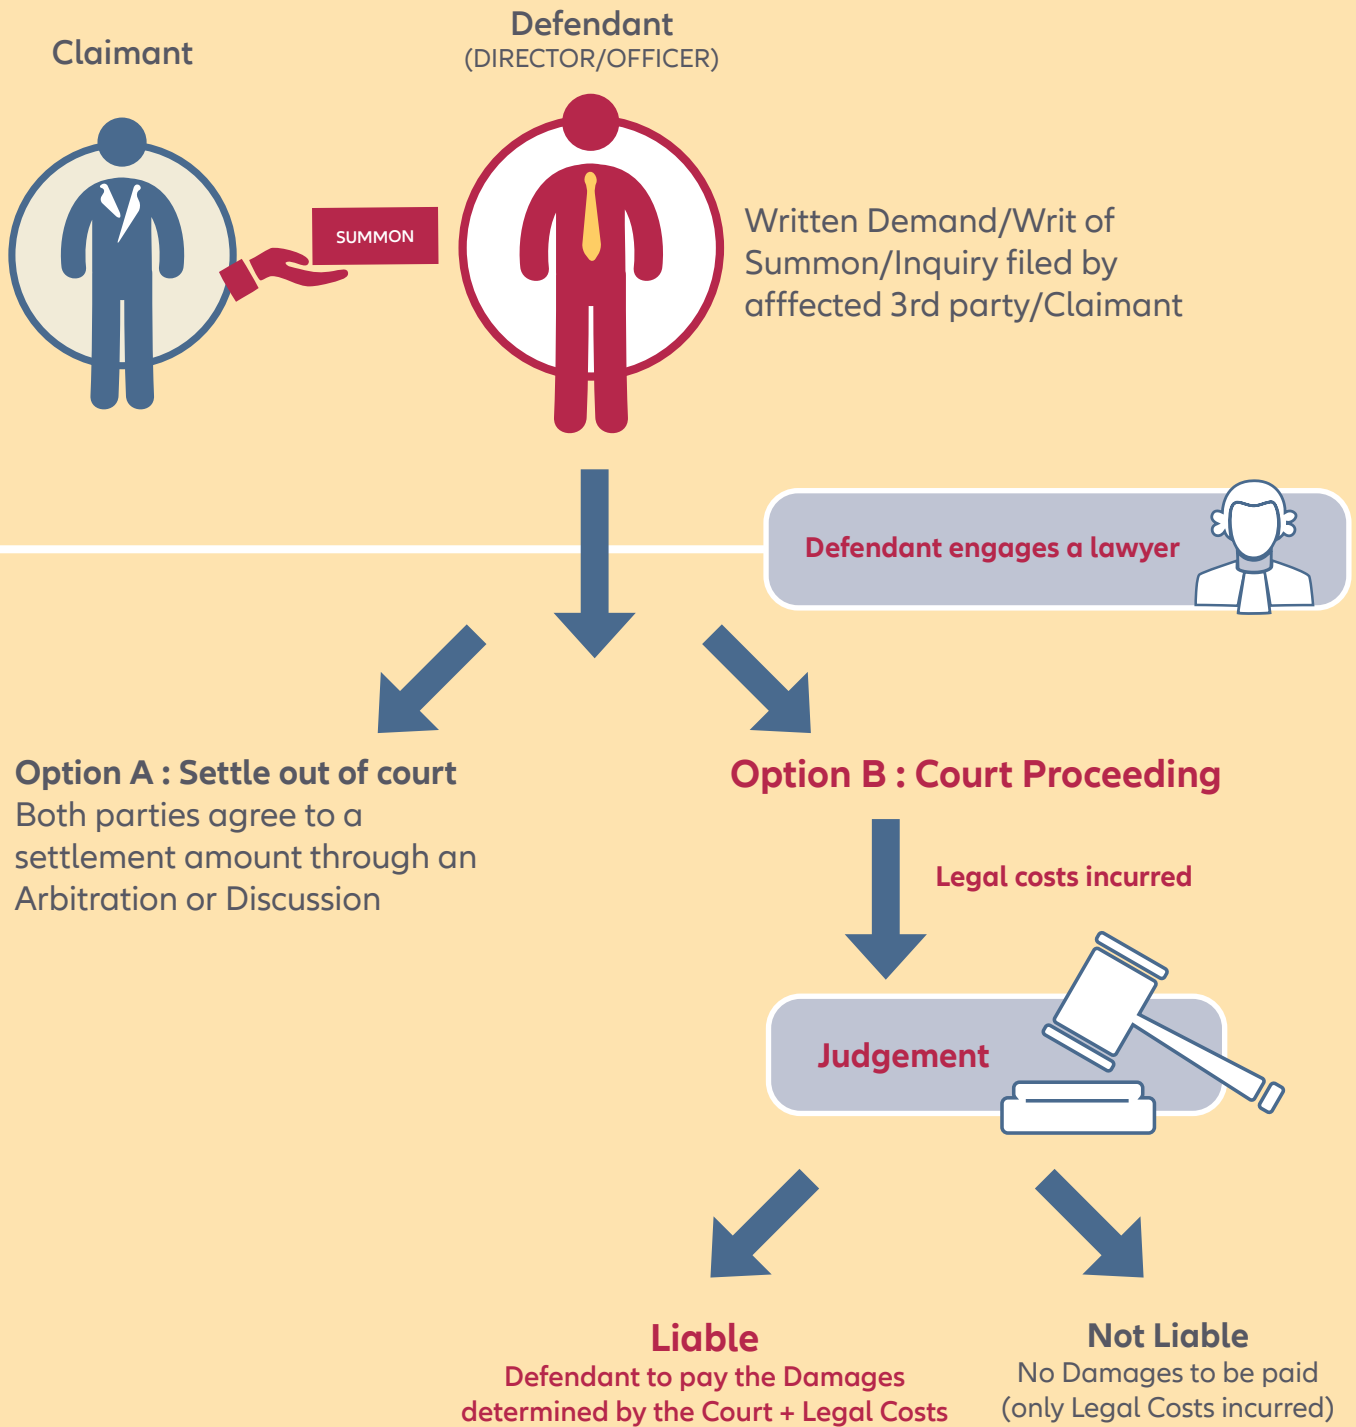 Claimant
Defendant
(DIRECTOR/OFFICER)
SUMMON
Written Demand/Writ of
Summon/Inquiry filed by
afffected 3rd party/Claimant
Defendant engages a lawyer
Option A : Settle out of court
Both parties agree to a
settlement amount through an
Arbitration or Discussion
Option B : Court Proceeding
Legal costs incurred
Judgement
Liable
Defendant to pay the Damages
determined by the Court + Legal Costs
Not Liable
No Damages to be paid
(only Legal Costs incurred)